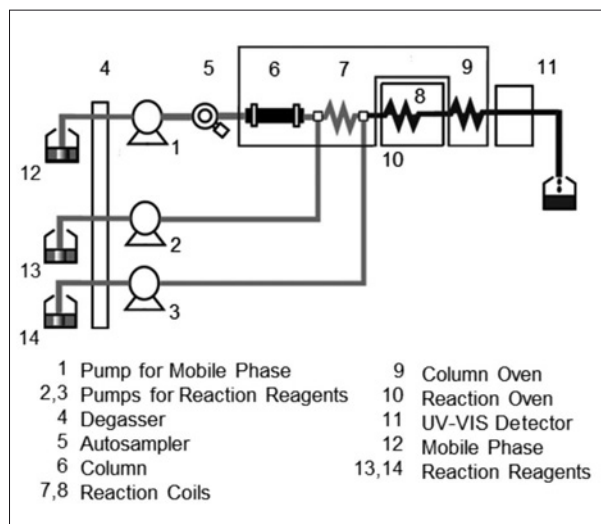 4
5
6
7
8
9
11
1
12
10
2
13
3
14
1 Pump for Mobile Phase
2,3 Pumps for Reaction Reagents
4 Degasser
5 Autosampler
6 Column
7,8 Reaction Coils
9 Column Oven
10 Reaction Oven
11 UV-VIS Detector
12 Mobile Phase
13,14 Reaction Reagents